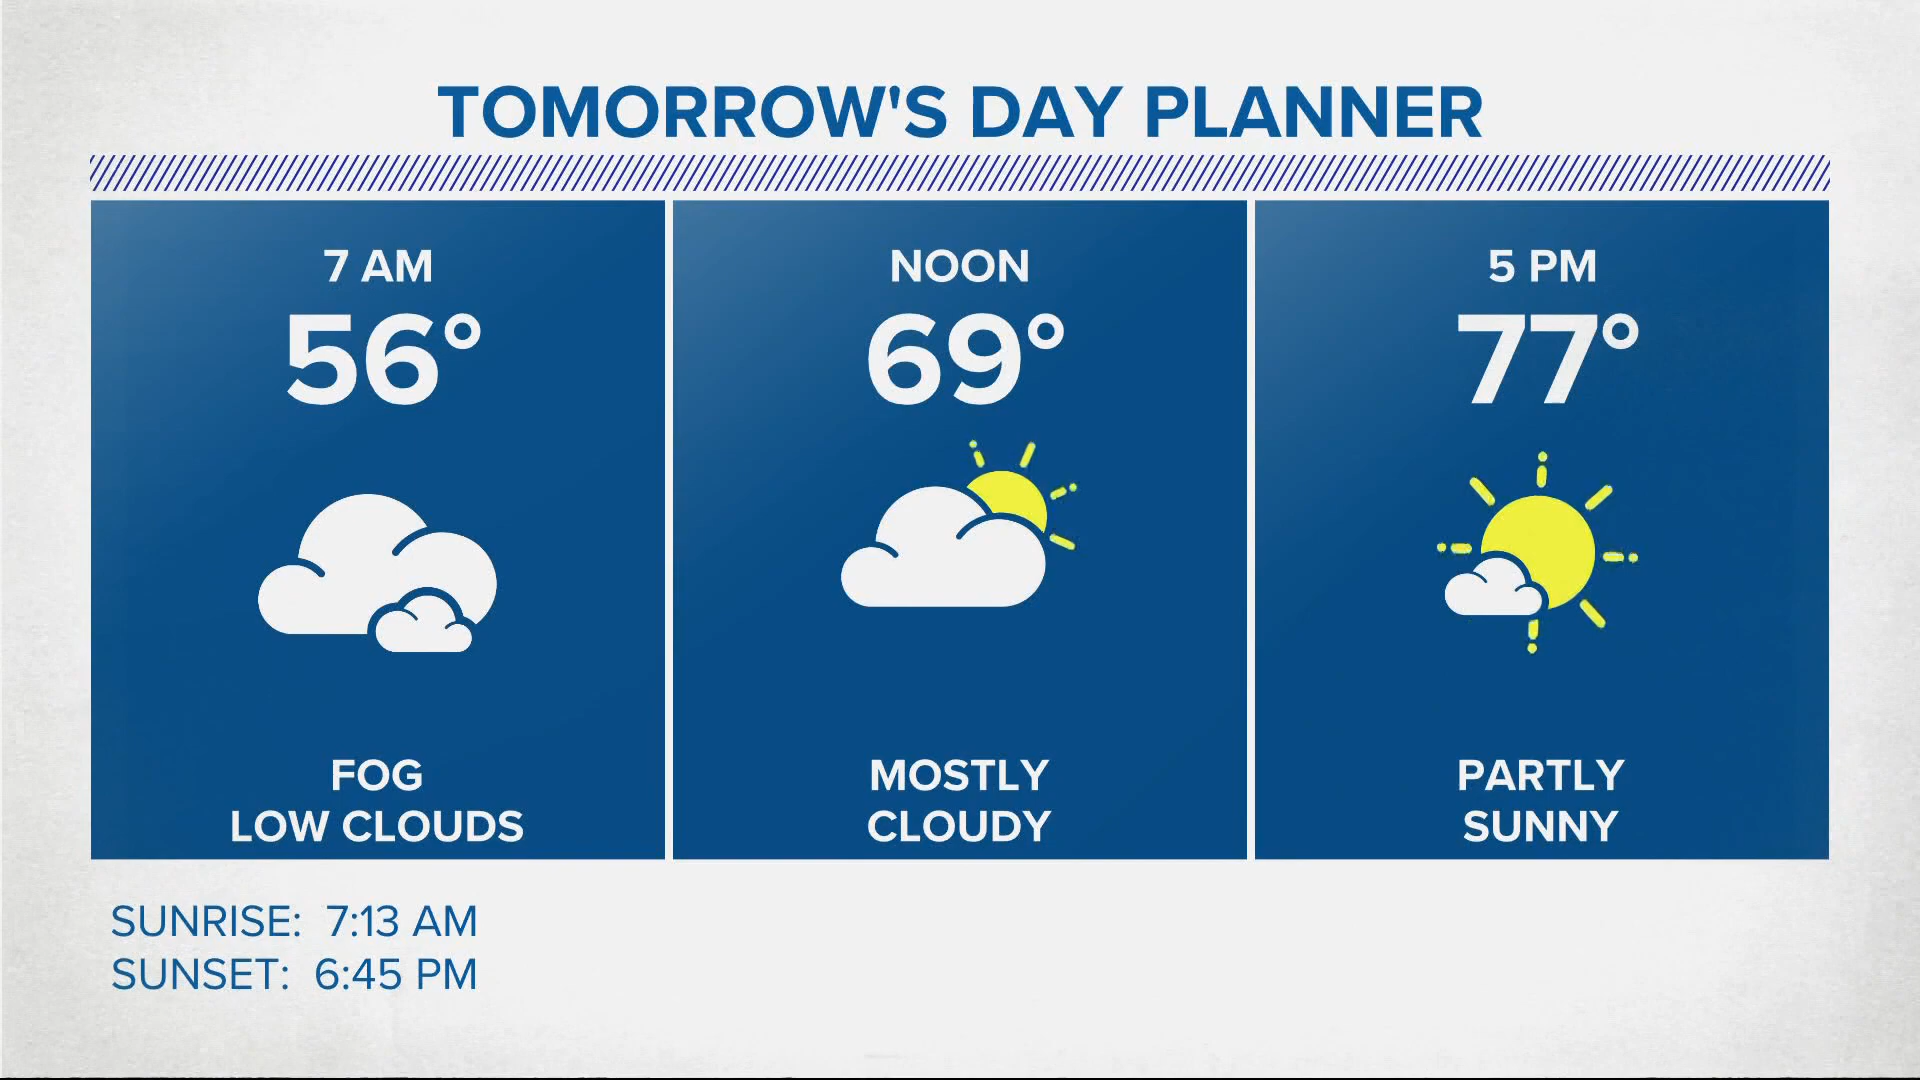 TOMORROW'S DAY PLANNER
7 AM
56°
FOG
LOW CLOUDS
NOON
69°
MOSTLY
CLOUDY
5 PM
77°
PARTLY
SUNNY
SUNRISE: 7:13 AM
SUNSET: 6:45 PM